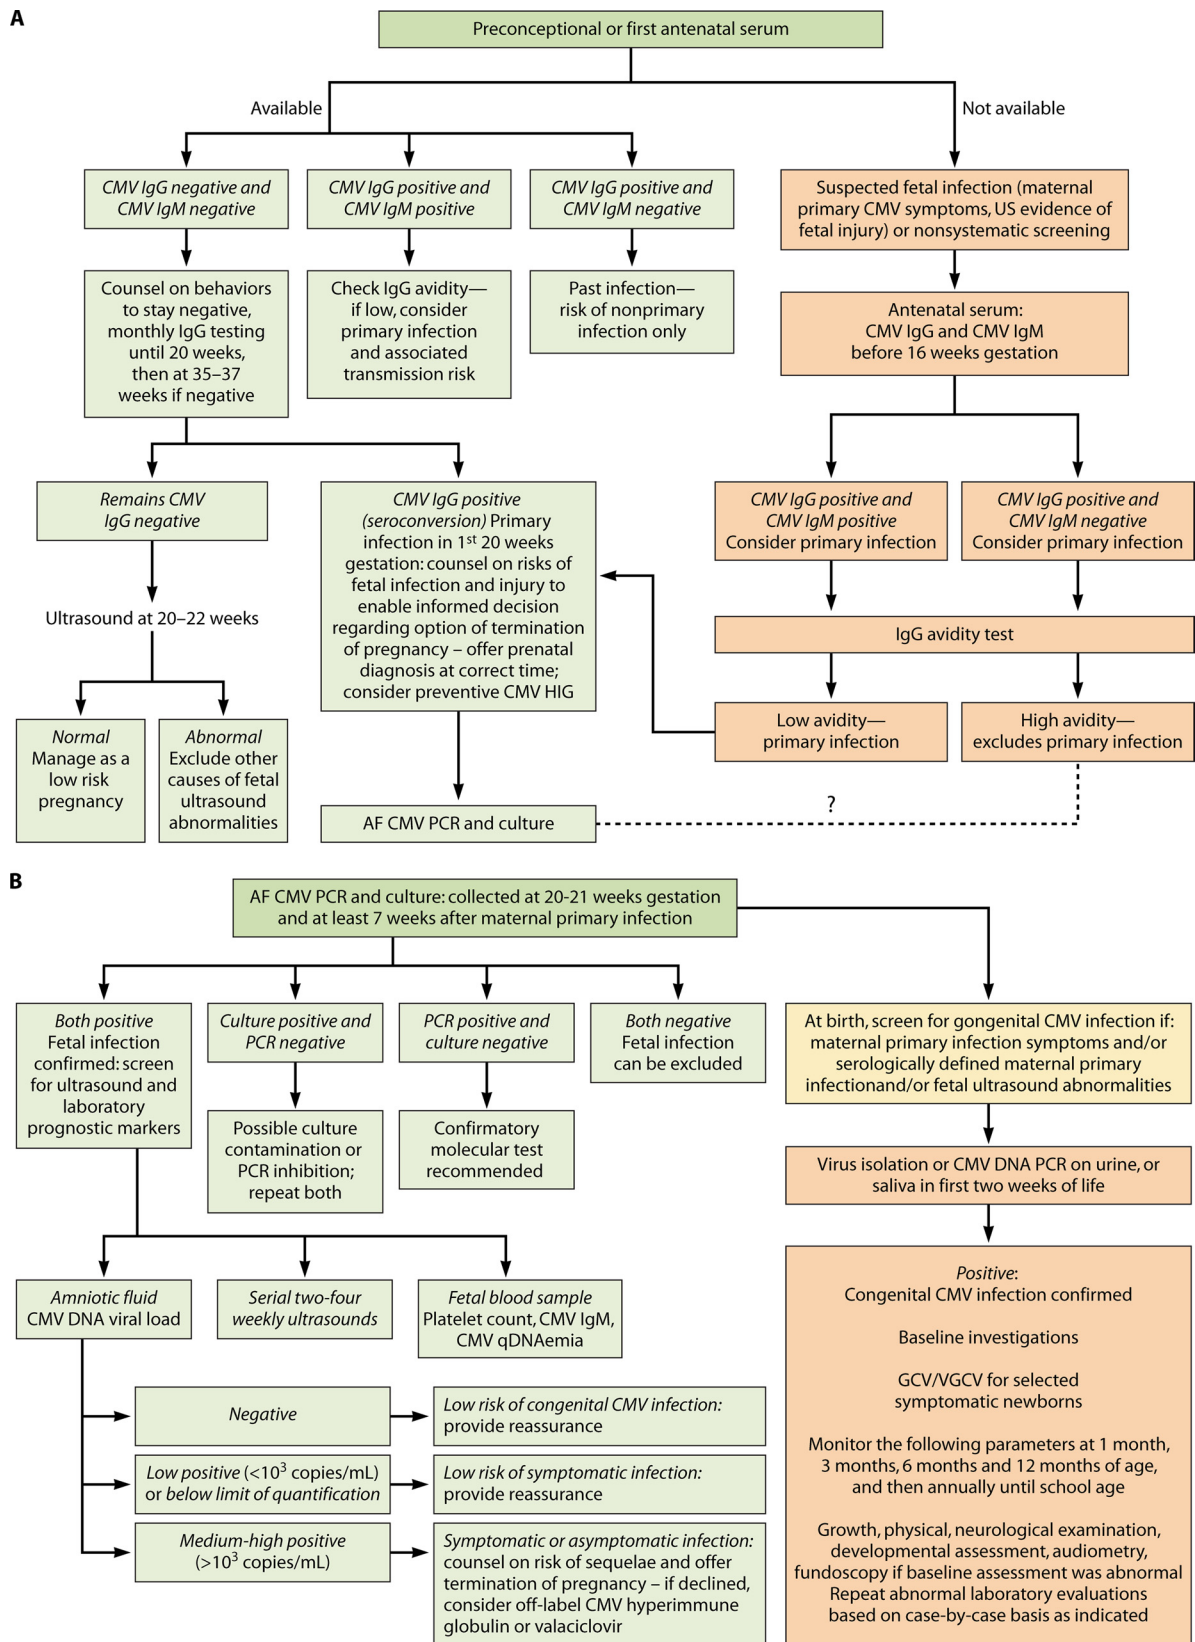 A
Preconceptional or first antenatal serum
Available
Not available
CMV IgG negative and
CMV IgM negative
CMV IgG positive and
CMV IgM positive
CMV IgG positive and
CMV IgM negative
Suspected fetal infection (maternal
primary CMV symptoms, US evidence of
fetal injury) or nonsystematic screening
Counsel on behaviors
to stay negative,
monthly IgG testing
until 20 weeks,
then at 35–37
weeks if negative
Check IgG avidity—
if low, consider
primary infection
and associated
transmission risk
Past infection—
risk of nonprimary
infection only
Antenatal serum:
CMV IgG and CMV IgM
before 16 weeks gestation
Remains CMV
IgG negative
CMV IgG positive
(seroconversion) Primary
infection in 1st 20 weeks
gestation: counsel on risks of
fetal infection and injury to
enable informed decision
regarding option of termination
of pregnancy – offer prenatal
diagnosis at correct time;
consider preventive CMV HIG
CMV IgG positive and
CMV IgM positive
Consider primary infection
CMV IgG positive and
CMV IgM negative
Consider primary infection
Ultrasound at 20–22 weeks
IgG avidity test
Normal
Manage as a
low risk
pregnancy
Abnormal
Exclude other
causes of fetal
ultrasound
abnormalities
Low avidity—
primary infection
High avidity—
excludes primary infection
AF CMV PCR and culture
?
B
AF CMV PCR and culture: collected at 20-21 weeks gestation
and at least 7 weeks after maternal primary infection
Both positive
Fetal infection
confirmed: screen
for ultrasound and
laboratory
prognostic markers
Culture positive and
PCR negative
PCR positive and
culture negative
Both negative
Fetal infection
can be excluded
At birth, screen for gongenital CMV infection if:
maternal primary infection symptoms and/or
serologically defined maternal primary
infectionand/or fetal ultrasound abnormalities
Possible culture
contamination or
PCR inhibition;
repeat both
Confirmatory
molecular test
recommended
Virus isolation or CMV DNA PCR on urine, or
saliva in first two weeks of life
Amniotic fluid
CMV DNA viral load
Serial two-four
weekly ultrasounds
Fetal blood sample
Platelet count, CMV IgM,
CMV qDNAemia
Negative
Low risk of congenital CMV infection:
provide reassurance
Low positive (<10³ copies/mL)
or below limit of quantification
Low risk of symptomatic infection:
provide reassurance
Medium-high positive
(>10³ copies/mL)
Symptomatic or asymptomatic infection:
counsel on risk of sequelae and offer
termination of pregnancy – if declined,
consider off-label CMV hyperimmune
globulin or valaciclovir
Positive:
Congenital CMV infection confirmed
Baseline investigations
GCV/VGCV for selected
symptomatic newborns
Monitor the following parameters at 1 month,
3 months, 6 months and 12 months of age,
and then annually until school age
Growth, physical, neurological examination,
developmental assessment, audiometry,
fundoscopy if baseline assessment was abnormal
Repeat abnormal laboratory evaluations
based on case-by-case basis as indicated